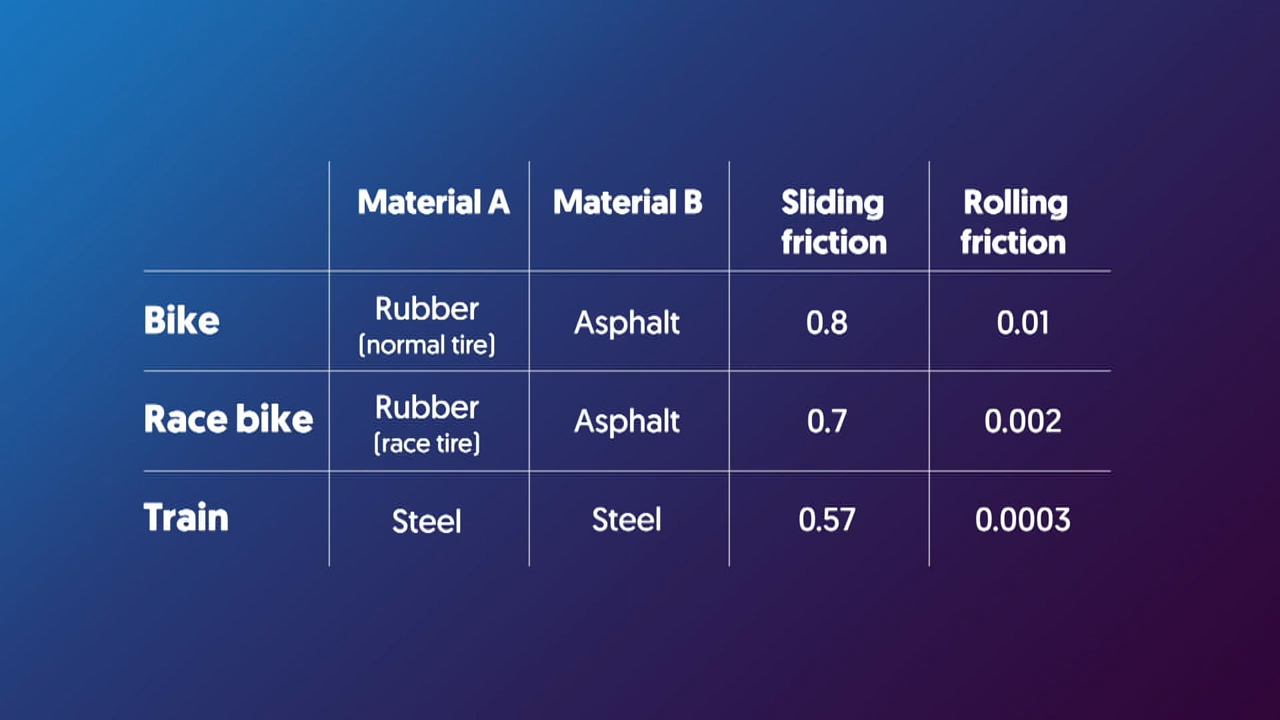 Material A Material B Sliding friction Rolling friction
Bike Rubber (normal tire) Asphalt 0.8 0.01
Race bike Rubber (race tire) Asphalt 0.7 0.002
Train Steel Steel 0.57 0.0003